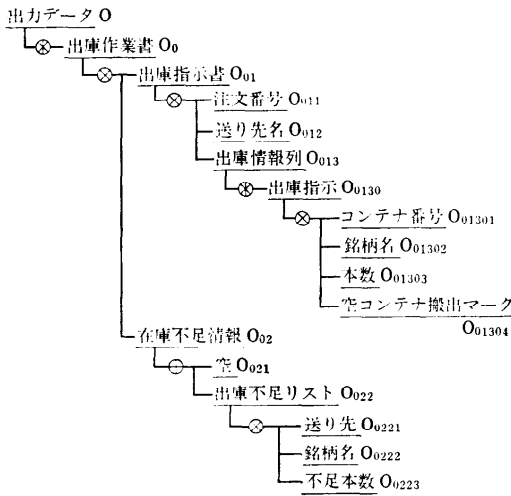 出力データ O
出庫作業書 O₀
出庫指示書 O₀₁
注文番号 O₀₁₁
送り先名 O₀₁₂
出庫情報列 O₀₁₃
出庫指示 O₀₁₃₀
コンテナ番号 O₀₁₃₀₁
銘柄名 O₀₁₃₀₂
本数 O₀₁₃₀₃
空コンテナ搬出マーク
O₀₁₃₀₄
在庫不足情報 O₀₂
空 O₀₂₁
出庫不足リスト O₀₂₂
送り先 O₀₂₂₁
銘柄名 O₀₂₂₂
不足本数 O₀₂₂₃